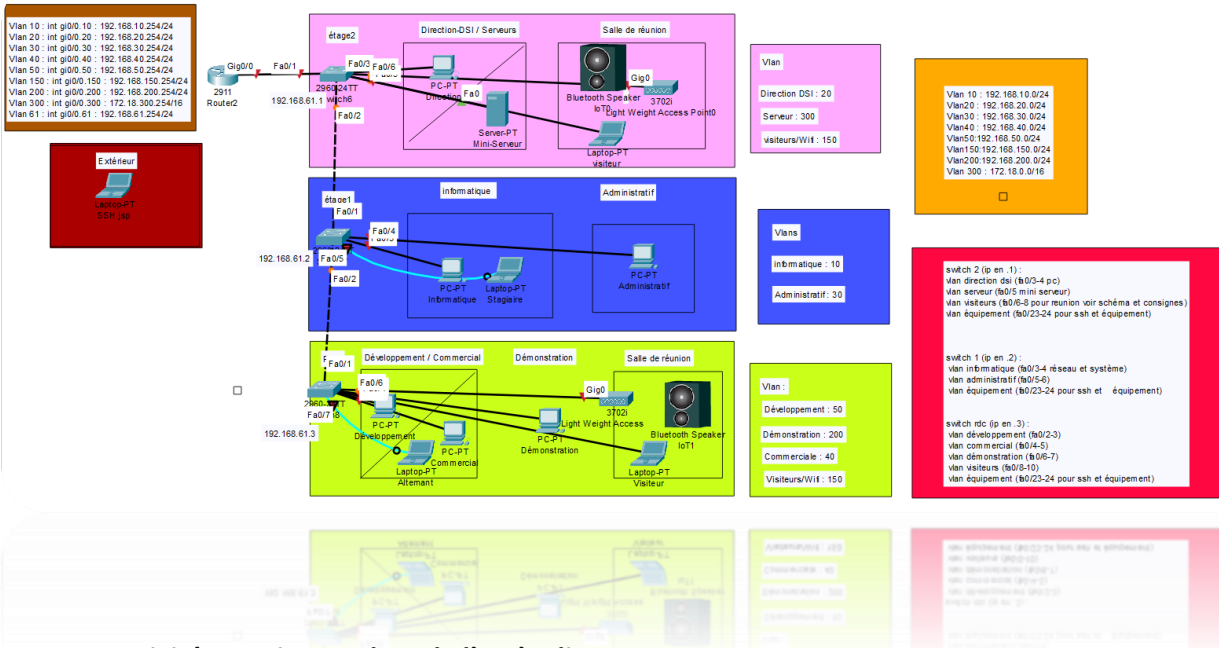 Vlan 10 : int gi0/0.10 : 192.168.10.254/24
Vlan 20 : int gi0/0.20 : 192.168.20.254/24
Vlan 30 : int gi0/0.30 : 192.168.30.254/24
Vlan 40 : int gi0/0.40 : 192.168.40.254/24
Vlan 50 : int gi0/0.50 : 192.168.50.254/24
Vlan 150 : int gi0/0.150 : 192.168.150.254/24
Vlan 200 : int gi0/0.200 : 192.168.200.254/24
Vlan 300 : int gi0/0.300 : 172.18.300.254/16
Vlan 61 : int gi0/0.61 : 192.168.61.254/24
Extérieur
Laptop-PT
SSH-jsp
Gig0/0
Fa0/1
2911
Router2
étage2
Direction-DSI / Serveurs
Salle de réunion
Fa0/3
Fa0/6
2960-24TT
192.168.61.1
Fa0/2
PC-PT
Direction
Fa0
Server-PT
Mini-Serveur
Bluetooth Speaker
IoT0
Gig0
3702i
Light Weight Access Point0
Laptop-PT
visiteur
Vlan
Direction DSI : 20
Serveur : 300
visiteurs/Wifi : 150
étage1
Fa0/1
informatique
Administratif
Fa0/4
192.168.61.2
Fa0/5
Fa0/2
PC-PT
Informatique
Laptop-PT
Stagiaire
PC-PT
Administratif
Vlans
informatique : 10
Administratif : 30
Fa0/1
Développement / Commercial
Démonstration
Salle de réunion
Fa0/6
Fa0/7
192.168.61.3
PC-PT
Développement
PC-PT
Commercial
Laptop-PT
Alternant
Gig0
3702i
Light Weight Access
PC-PT
Démonstration
Bluetooth Speaker
IoT1
Laptop-PT
Visiteur
Vlan :
Développement : 50
Démonstration : 200
Commerciale : 40
Visiteurs/Wifi : 150
Vlan 10 : 192.168.10.0/24
Vlan20 : 192.168.20.0/24
Vlan30 : 192.168.30.0/24
Vlan40 : 192.168.40.0/24
Vlan50:192.168.50.0/24
Vlan150:192.168.150.0/24
Vlan200:192.168.200.0/24
Vlan 300 : 172.18.0.0/16
switch 2 (ip en .1) :
vlan direction dsi (fa0/3-4 pc)
vlan serveur (fa0/5 mini serveur)
vlan visiteurs (fa0/6-8 pour reunion voir schéma et consignes)
vlan équipement (fa0/23-24 pour ssh et équipement)
switch 1 (ip en .2) :
vlan informatique (fa0/3-4 réseau et système)
vlan administratif (fa0/5-6)
vlan équipement (fa0/23-24 pour ssh et équipement)
switch rdc (ip en .3) :
vlan développement (fa0/2-3)
vlan commercial (fa0/4-5)
vlan démonstration (fa0/6-7)
vlan visiteurs (fa0/8-10)
vlan équipement (fa0/23-24 pour ssh et équipement)